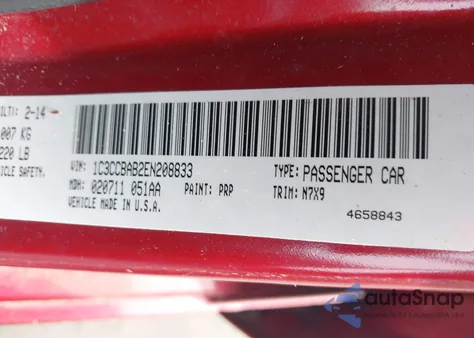 ILT: 2-14
007 KG
220 LB
ICLE SAFETY.
VIN: 1C3CCBAB2EN208833
TYPE: PASSENGER CAR
MDH: 020711 051AA
PAINT: PRP
TRIM: N7X9
VEHICLE MADE IN U.S.A.
4658843
autoSnap